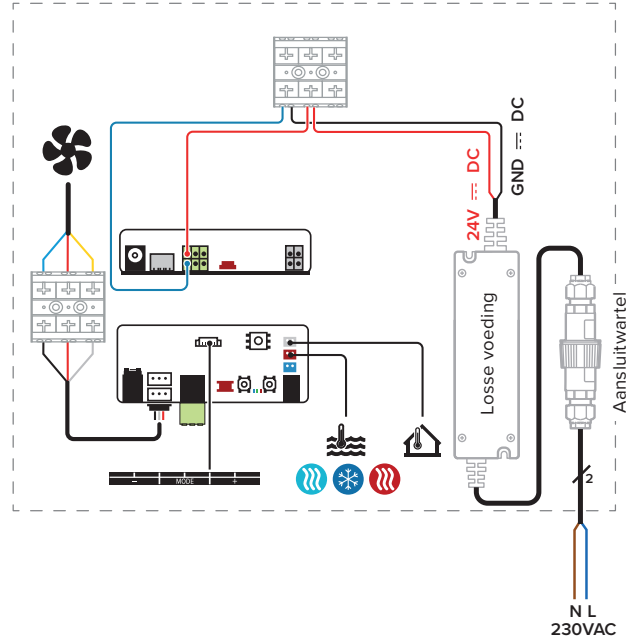 24V DC
GND DC
Losse voeding
Aansluitwartel
− MODE +
2
N L
230VAC